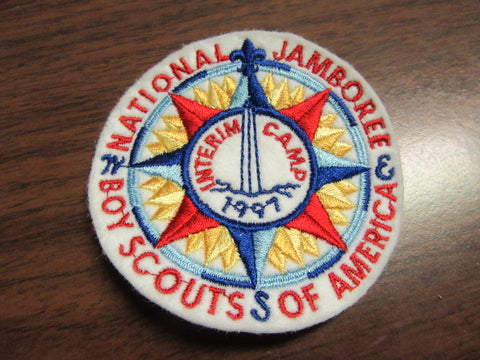 NATIONAL JAMBOREE
BOY SCOUTS OF AMERICA
W
E
S
INTERIM CAMP
1997